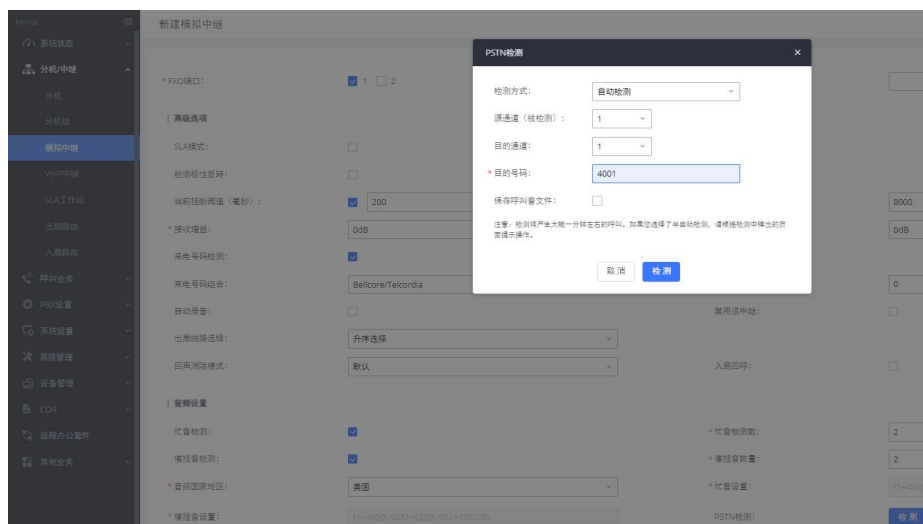 Menus
系统状态
分机/中继
分机
分机组
模拟中继
VoIP中继
SLA工作站
出局路由
入局路由
呼叫业务
PBX设置
系统设置
系统管理
设备管理
CDR
远程办公套件
其他业务
新建模拟中继
* FXO端口： 1 2
高级选项
SLA模式：
检测极性反转：
当前挂断阈值（毫秒）： 200 8000
* 接收增益： 0dB 0dB
来电号码检测：
来电号码组合： Bellcore/Telcordia 0
自动录音： 禁用该中继：
出局线路选择： 升序选择
回声消除模式： 默认 入局回呼：
音频设置
忙音检测： * 忙音检测数： 2
催挂音检测： * 催挂音数量： 2
* 音频国家地区： 美国 * 忙音设置： f1=480
* 催挂音设置： f1=480@-50,f2=620@-50,c=250/250 PSTN检测： 检测
PSTN检测 ×
检测方式： 自动检测
源通道（被检测）： 1
目的通道： 1
* 目的号码： 4001
保存呼叫音文件：
注意：检测将产生大概一分钟左右的呼叫。如果您选择了半自动检测，请根据检测中弹出的页
面提示操作。
取消 检测